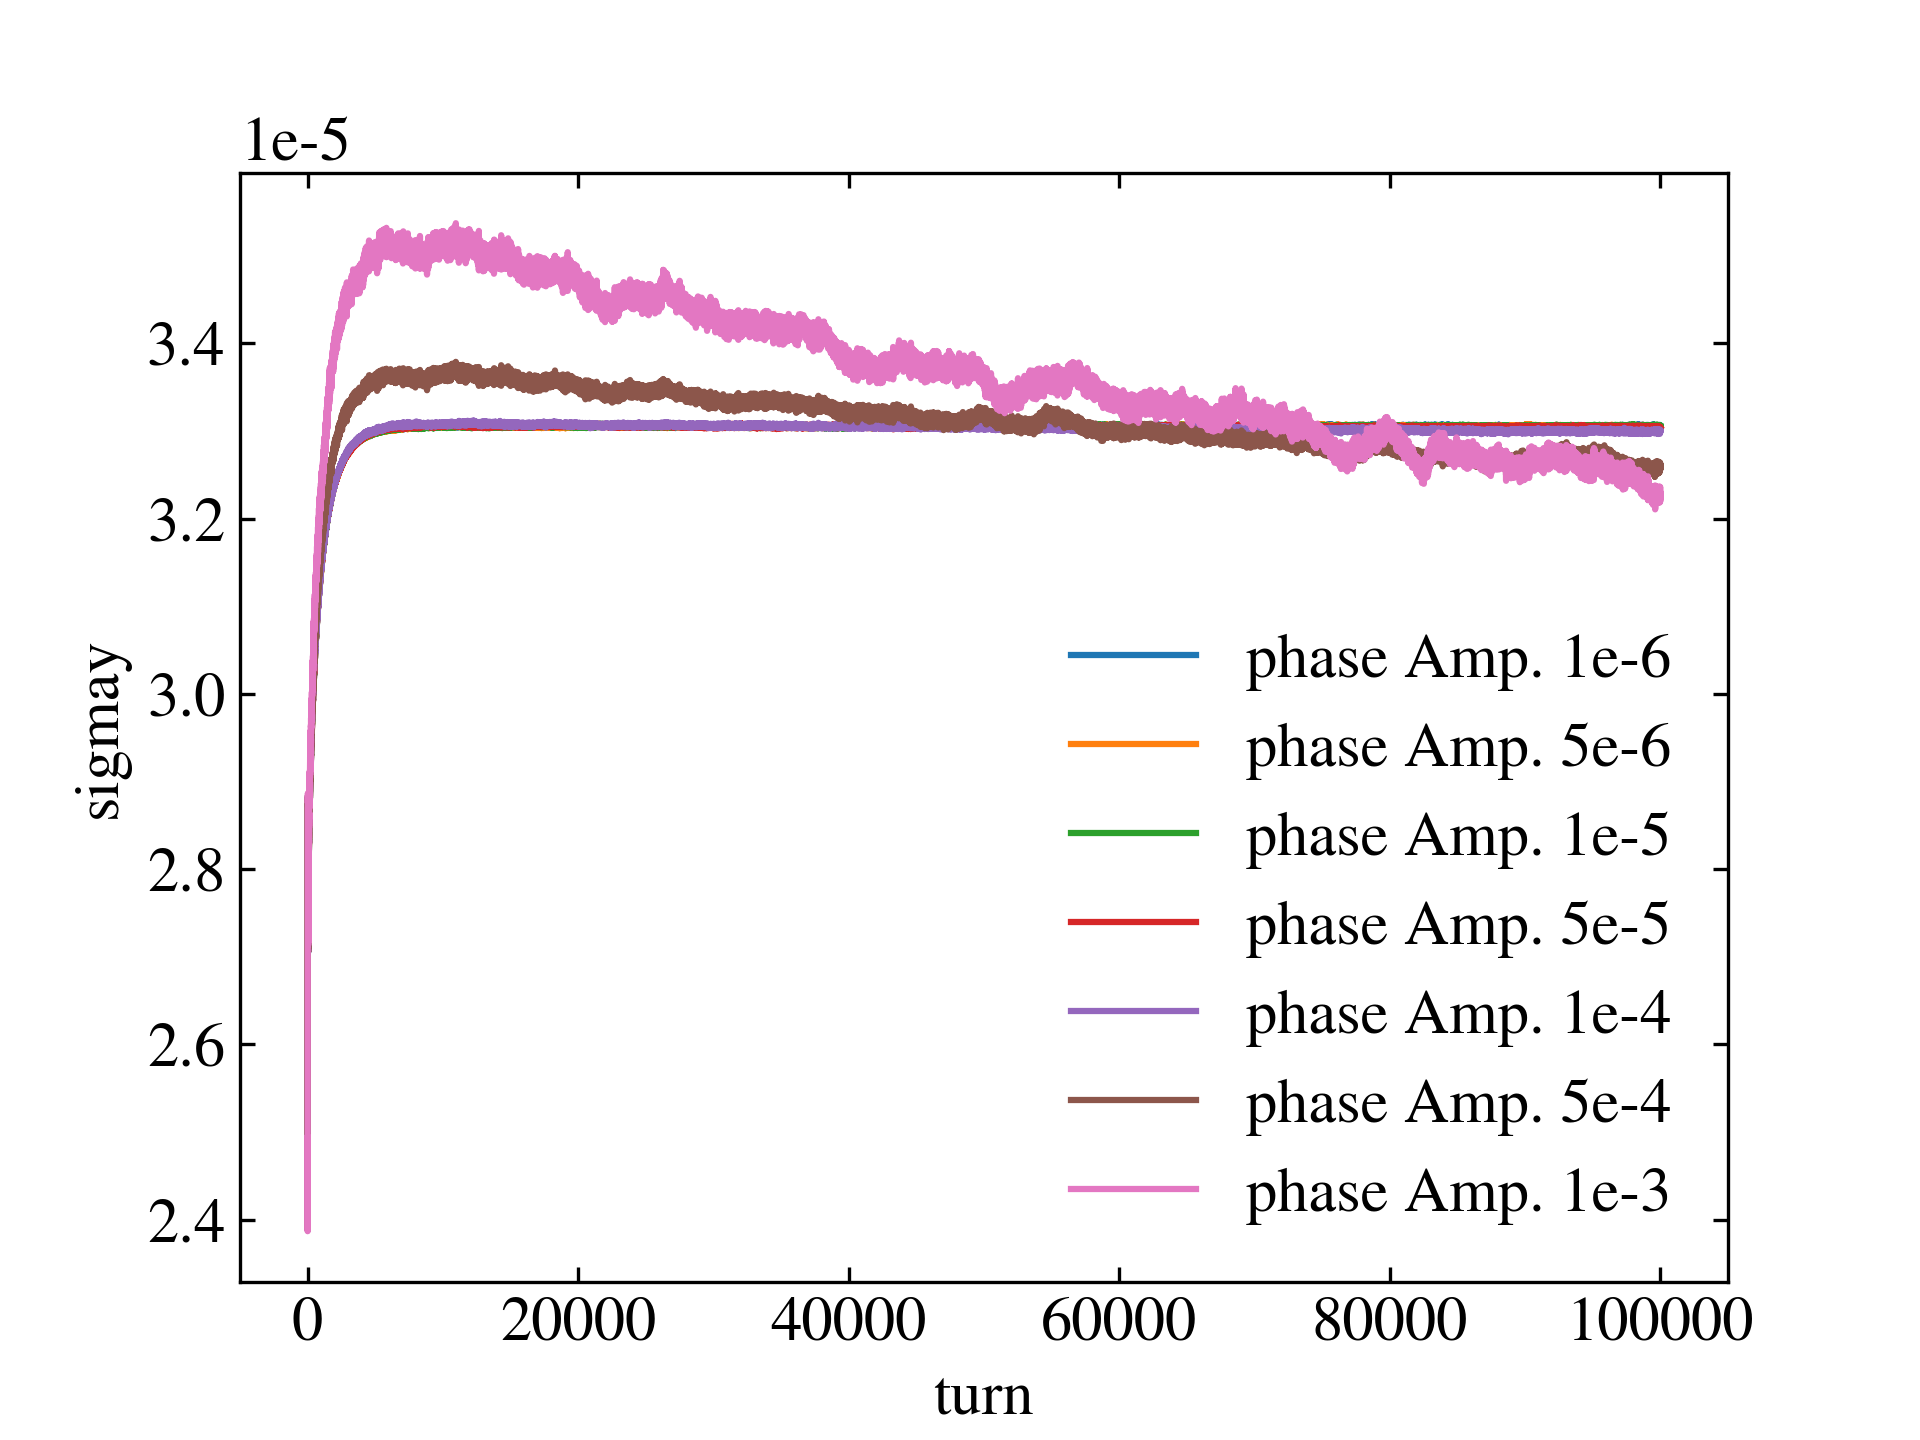 1e-5
3.4
3.2
3.0
2.8
2.6
2.4
sigmay
phase Amp. 1e-6
phase Amp. 5e-6
phase Amp. 1e-5
phase Amp. 5e-5
phase Amp. 1e-4
phase Amp. 5e-4
phase Amp. 1e-3
0 20000 40000 60000 80000 100000
turn